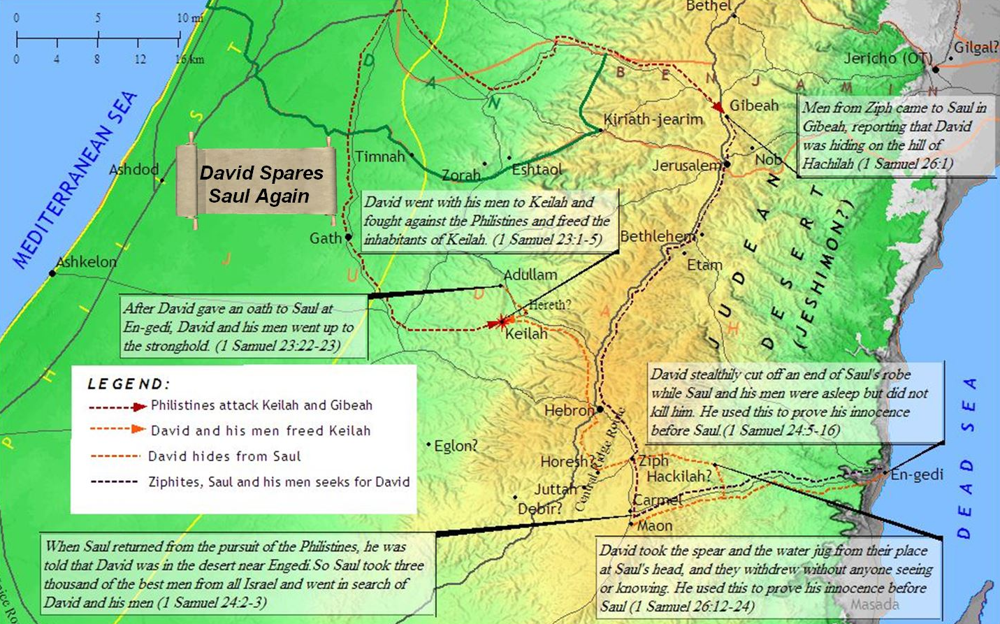 0 5 10 mi
0 4 8 12 16 km
Bethel
Gilgal?
Jericho (OT)
MEDITERRANEAN SEA
PHILIST
DAN
BENJAMIN
Gibeah
Kiriath-jearim
Men from Ziph came to Saul in
Gibeah, reporting that David
was hiding on the hill of
Hachilah (1 Samuel 26:1)
Ashdod
David Spares
Saul Again
Timnah
Zorah
Eshtaol
Jerusalem
Nob
David went with his men to Keilah and
fought against the Philistines and freed the
inhabitants of Keilah. (1 Samuel 23:1-5)
Gath
Bethlehem
Etam
JUDEAN
DESERT
(JESHIMON?)
Ashkelon
JUDAH
Adullam
Hereth?
Keilah
After David gave an oath to Saul at
En-gedi, David and his men went up to
the stronghold. (1 Samuel 23:22-23)
LEGEND:
Philistines attack Keilah and Gibeah
David and his men freed Keilah
David hides from Saul
Ziphites, Saul and his men seeks for David
David stealthily cut off an end of Saul's robe
while Saul and his men were asleep but did not
kill him. He used this to prove his innocence
before Saul.(1 Samuel 24:5-16)
Hebron
Central Ridge Route
Eglon?
Horesh?
Ziph
Hackilah?
En-gedi
Juttah
Debir?
Carmel
Maon
DEAD SEA
When Saul returned from the pursuit of the Philistines, he was
told that David was in the desert near Engedi.So Saul took three
thousand of the best men from all Israel and went in search of
David and his men (1 Samuel 24:2-3)
David took the spear and the water jug from their place
at Saul's head, and they withdrew without anyone seeing
or knowing. He used this to prove his innocence before
Saul (1 Samuel 26:12-24)
Masada